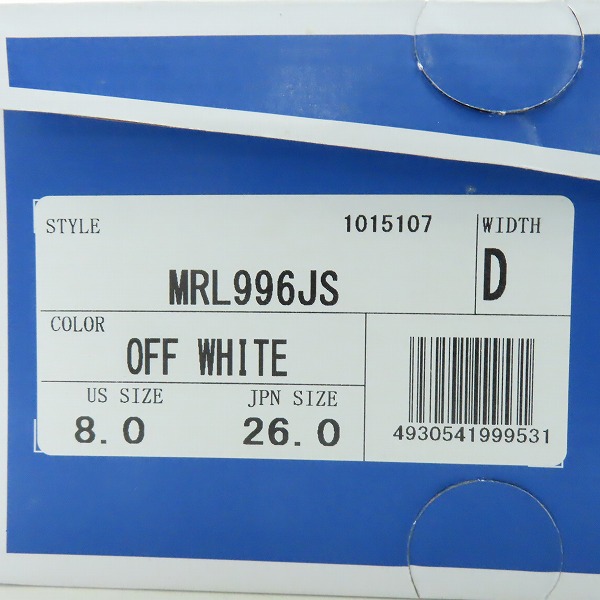 STYLE 1015107 WIDTH
MRL996JS D
COLOR
OFF WHITE
US SIZE JPN SIZE
8.0 26.0
4930541999531